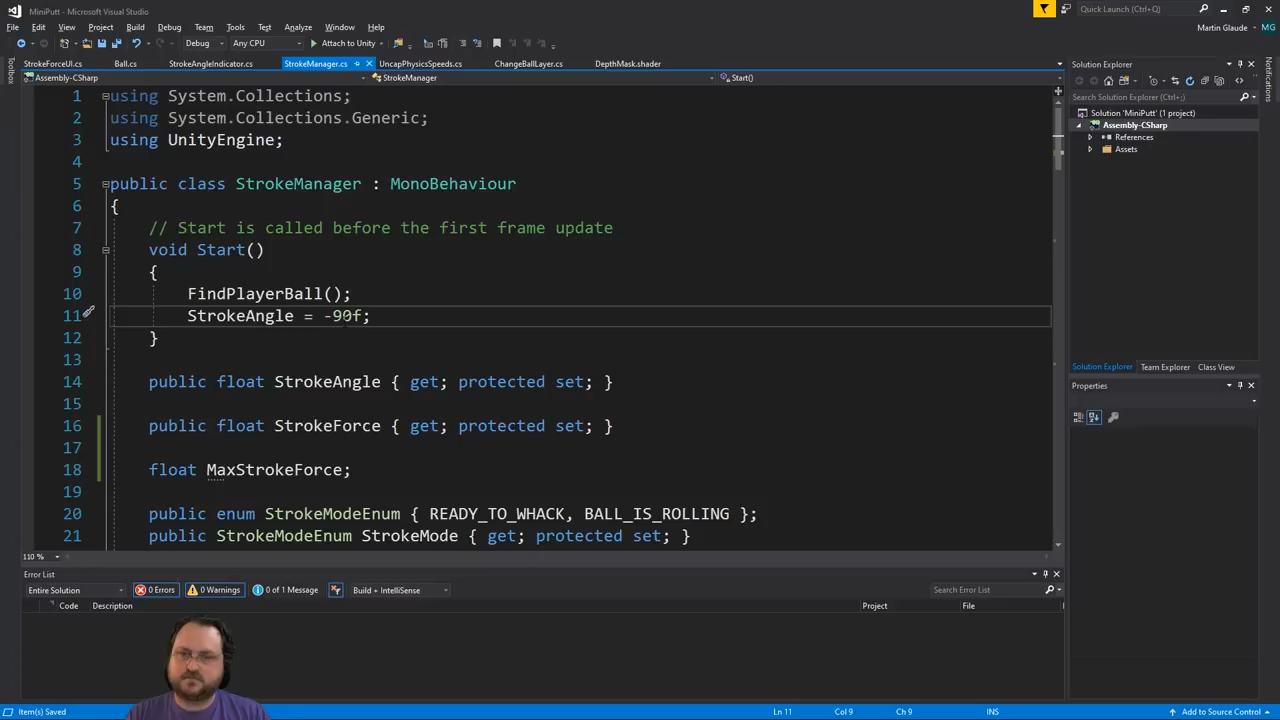 MiniPutt - Microsoft Visual Studio
Quick Launch (Ctrl+Q)
File Edit View Project Build Debug Team Tools Test Analyze Window Help
Martin Glaude MG
Debug Any CPU Attach to Unity
StrokeForceUI.cs Ball.cs StrokeAngleIndicator.cs StrokeManager.cs UncapPhysicsSpeeds.cs ChangeBallLayer.cs DepthMask.shader
Assembly-CSharp StrokeManager Start()
Toolbox
Notifications
1 using System.Collections;
2 using System.Collections.Generic;
3 using UnityEngine;
4
5 public class StrokeManager : MonoBehaviour
6 {
7 // Start is called before the first frame update
8 void Start()
9 {
10 FindPlayerBall();
11 StrokeAngle = -90f;
12 }
13
14 public float StrokeAngle { get; protected set; }
15
16 public float StrokeForce { get; protected set; }
17
18 float MaxStrokeForce;
19
20 public enum StrokeModeEnum { READY_TO_WHACK, BALL_IS_ROLLING };
21 public StrokeModeEnum StrokeMode { get; protected set; }
110 %
Solution Explorer
Search Solution Explorer (Ctrl+;)
Solution 'MiniPutt' (1 project)
Assembly-CSharp
References
Assets
Solution Explorer Team Explorer Class View
Properties
Error List
Entire Solution 0 Errors 0 Warnings 0 of 1 Message Build + IntelliSense
Search Error List
Code Description Project File
Item(s) Saved Ln 11 Col 9 Ch 9 INS Add to Source Control